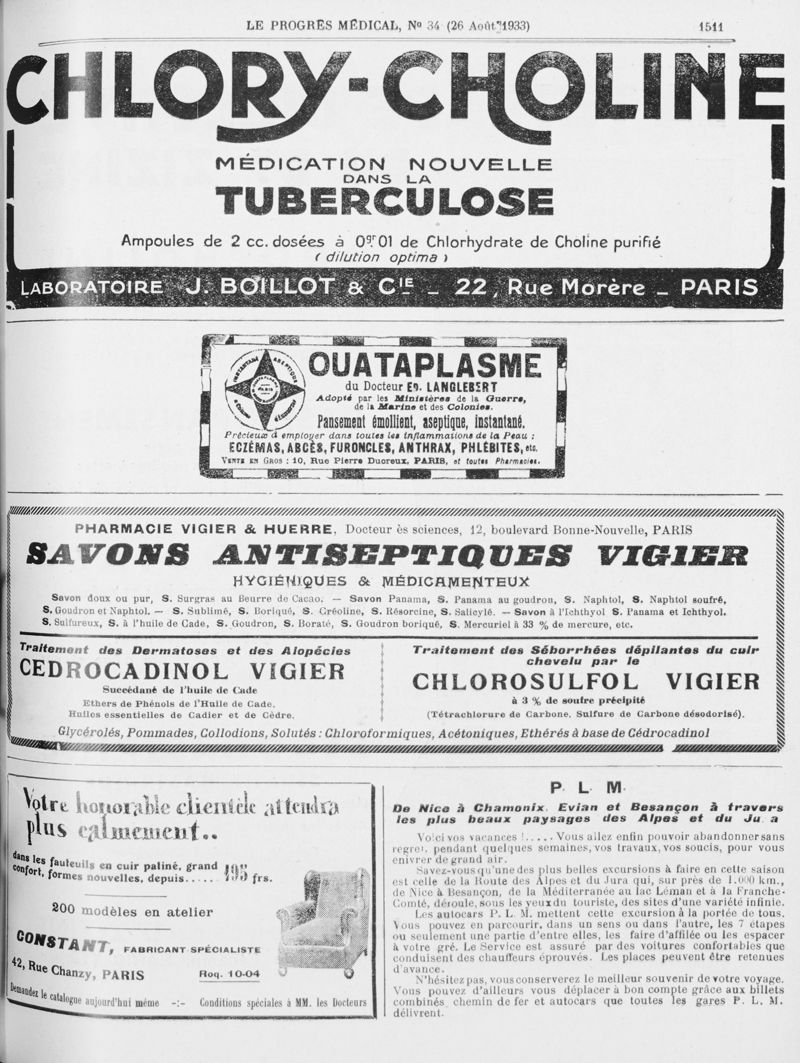 LE PROGRÈS MÉDICAL, No 34 (26 Août 1933) 1511
CHLORY-CHOLINE
MÉDICATION NOUVELLE
DANS LA
TUBERCULOSE
Ampoules de 2 cc. dosées à 0gr 01 de Chlorhydrate de Choline purifié
(dilution optima)
LABORATOIRE J. BOILLOT & CIE _ 22, Rue Morère _ PARIS
OUATAPLASME
du Docteur ED. LANGLEBERT
Adopté par les Ministères de la Guerre,
de la Marine et des Colonies.
Pansement émollient, aseptique, instantané.
Précieux à employer dans toutes les inflammations de la Peau :
ECZÉMAS, ABCÈS, FURONCLES, ANTHRAX, PHLÉBITES, etc.
VENTE EN GROS : 10, Rue Pierre Ducreux, PARIS, et toutes Pharmacies.
PHARMACIE VIGIER & HUERRE, Docteur ès sciences, 12, boulevard Bonne-Nouvelle, PARIS
SAVONS ANTISEPTIQUES VIGIER
HYGIÉNIQUES & MÉDICAMENTEUX
Savon doux ou pur, S. Surgras au Beurre de Cacao. — Savon Panama, S. Panama au goudron, S. Naphtol, S. Naphtol soufré,
S. Goudron et Naphtol. — S. Sublimé, S. Boriqué, S. Créoline, S. Résorcine, S. Salicylé. — Savon à l'Ichthyol S. Panama et Ichthyol.
S. Sulfureux, S. à l'huile de Cade, S. Goudron, S. Boraté, S. Goudron boriqué, S. Mercuriel à 33 % de mercure, etc.
Traitement des Dermatoses et des Alopécies
CEDROCADINOL VIGIER
Succédané de l'huile de Cade
Ethers de Phénols de l'Huile de Cade.
Huiles essentielles de Cadier et de Cèdre.
Traitement des Séborrhées dépilantes du cuir
chevelu par le
CHLOROSULFOL VIGIER
à 3 % de soufre précipité
(Tétrachlorure de Carbone. Sulfure de Carbone désodorisé).
Glycérolés, Pommades, Collodions, Solutés : Chloroformiques, Acétoniques, Ethérés à base de Cédrocadinol
Votre honorable clientèle attendra
plus calmement..
dans les fauteuils en cuir patiné, grand
confort, formes nouvelles, depuis..... frs.
200 modèles en atelier
CONSTANT, FABRICANT SPÉCIALISTE
42, Rue Chanzy, PARIS Roq. 10-04
Demandez le catalogue aujourd'hui même -:- Conditions spéciales à MM. les Docteurs
P. L. M.
De Nice à Chamonix, Evian et Besançon à travers
les plus beaux paysages des Alpes et du Ju a
Voici vos vacances !..... Vous allez enfin pouvoir abandonner sans
regret, pendant quelques semaines, vos travaux, vos soucis, pour vous
enivrer de grand air.
Savez-vous qu'une des plus belles excursions à faire en cette saison
est celle de la Route des Alpes et du Jura qui, sur près de 1.000 km.,
de Nice à Besançon, de la Méditerranée au lac Léman et à la Franche-
Comté, déroule, sous les yeux du touriste, des sites d'une variété infinie.
Les autocars P. L. M. mettent cette excursion à la portée de tous.
Vous pouvez en parcourir, dans un sens ou dans l'autre, les 7 étapes
ou seulement une partie d'entre elles, les faire d'affilée ou les espacer
à votre gré. Le Service est assuré par des voitures confortables que
conduisent des chauffeurs éprouvés. Les places peuvent être retenues
d'avance.
N'hésitez pas, vous conserverez le meilleur souvenir de votre voyage.
Vous pouvez d'ailleurs vous déplacer à bon compte grâce aux billets
combinés chemin de fer et autocars que toutes les gares P. L. M.
délivrent.